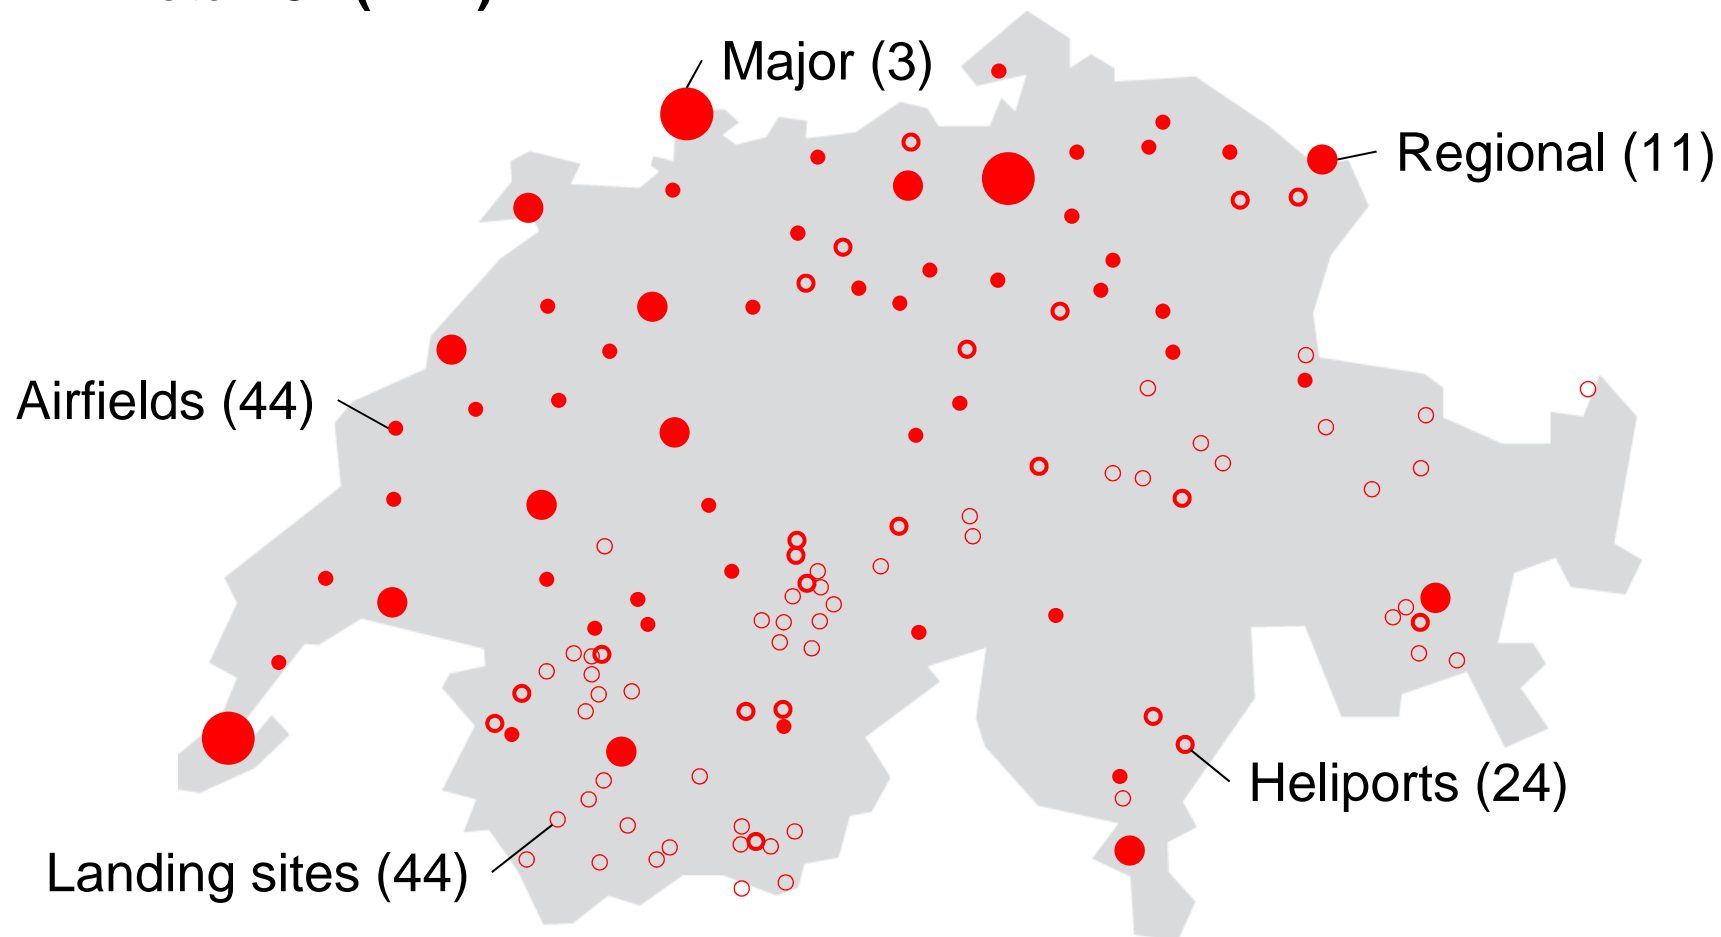 Major (3)
Regional (11)
Airfields (44)
Heliports (24)
Landing sites (44)